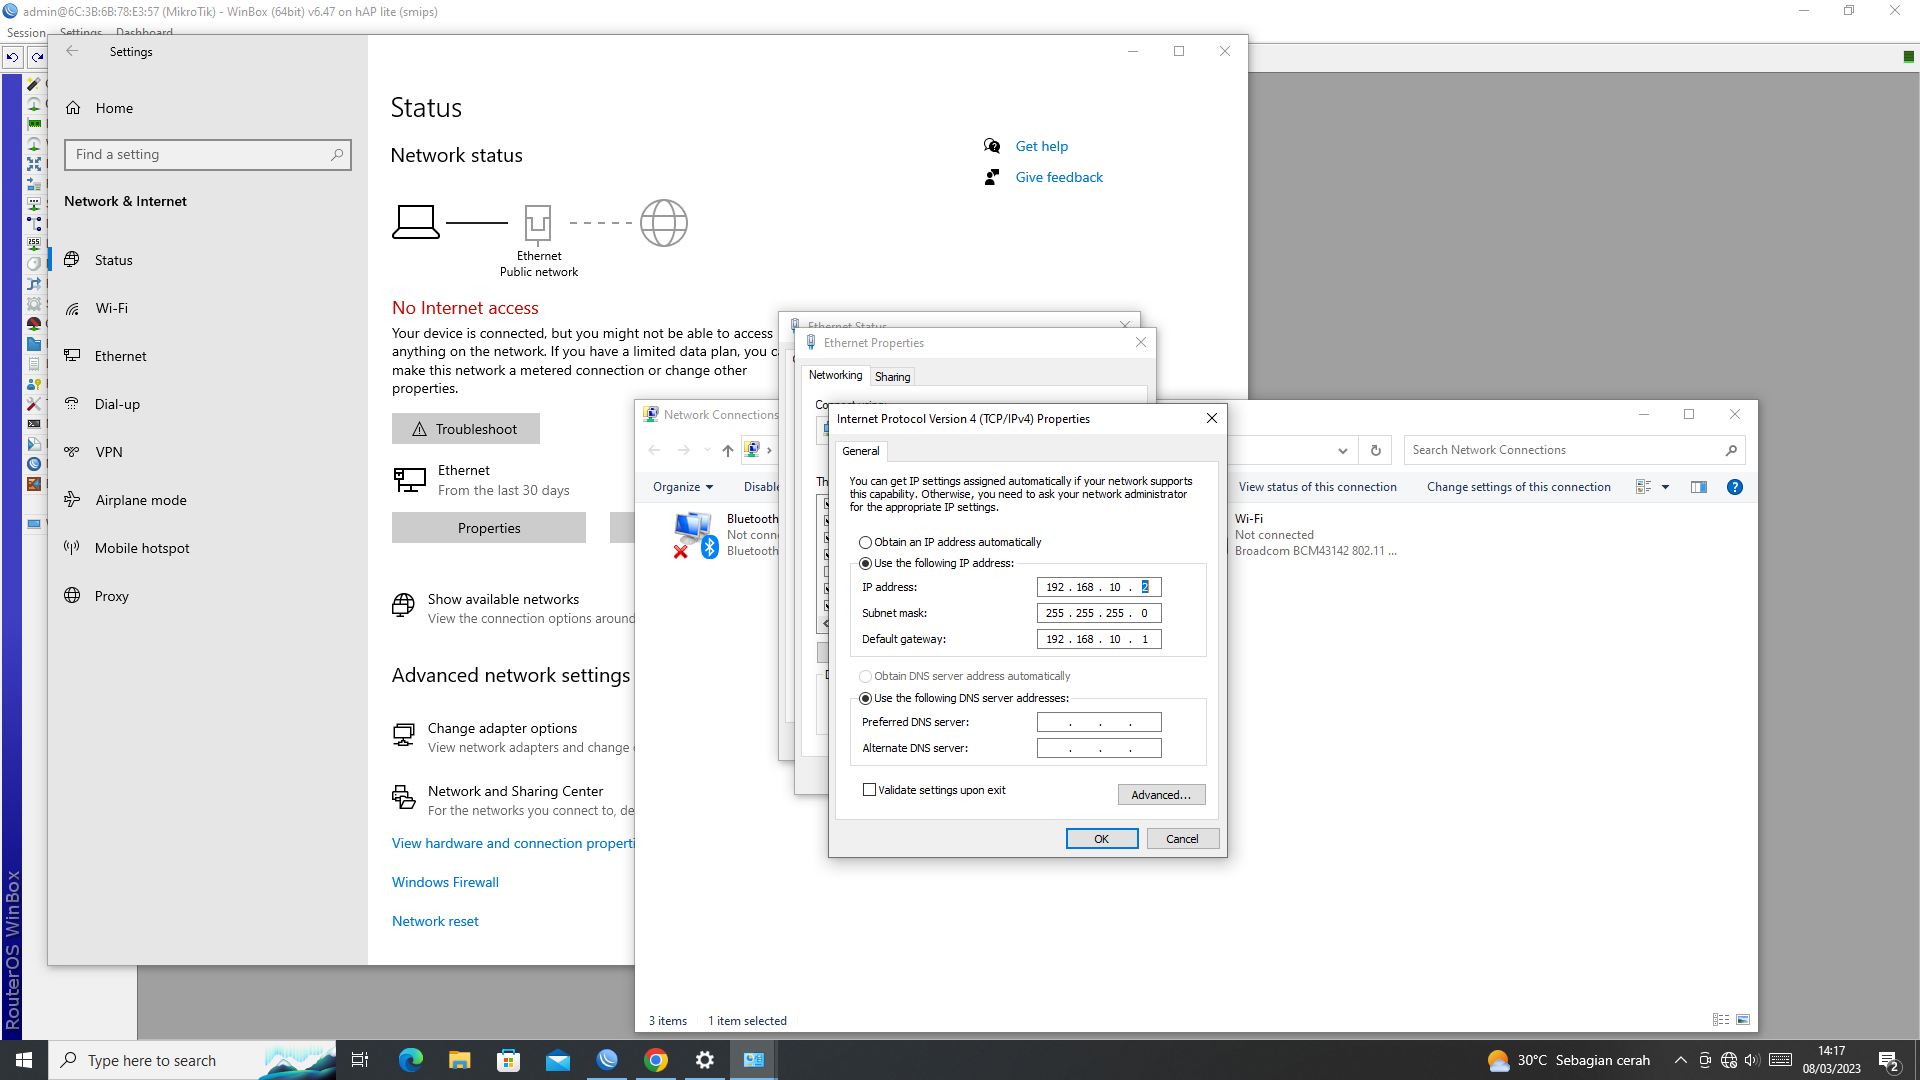 admin@6C:3B:6B:78:E3:57 (MikroTik) - WinBox (64bit) v6.47 on hAP lite (smips)
Session Settings Dashboard
Settings
Home
Find a setting
Network & Internet
Status
Wi-Fi
Ethernet
Dial-up
VPN
Airplane mode
Mobile hotspot
Proxy
RouterOS WinBox
Status
Network status
Get help
Give feedback
Ethernet
Public network
No Internet access
Your device is connected, but you might not be able to access
anything on the network. If you have a limited data plan, you
make this network a metered connection or change other
properties.
Troubleshoot
Ethernet
From the last 30 days
Properties
Show available networks
View the connection options around
Advanced network settings
Change adapter options
View network adapters and change
Network and Sharing Center
For the networks you connect to,
View hardware and connection
Windows Firewall
Network reset
Ethernet Status
Ethernet Properties
Networking Sharing
Network Connections
Search Network Connections
Organize
View status of this connection
Change settings of this connection
Bluetooth
Bluetooth
Wi-Fi
Not connected
Broadcom BCM43142 802.11 ...
3 items 1 item selected
Internet Protocol Version 4 (TCP/IPv4) Properties
General
You can get IP settings assigned automatically if your network supports
this capability. Otherwise, you need to ask your network administrator
for the appropriate IP settings.
Obtain an IP address automatically
Use the following IP address:
IP address: 192 . 168 . 10 . 2
Subnet mask: 255 . 255 . 255 . 0
Default gateway: 192 . 168 . 10 . 1
Obtain DNS server address automatically
Use the following DNS server addresses:
Preferred DNS server: . . .
Alternate DNS server: . . .
Validate settings upon exit
Advanced...
OK Cancel
Type here to search
30°C Sebagian cerah
14:17
08/03/2023
2